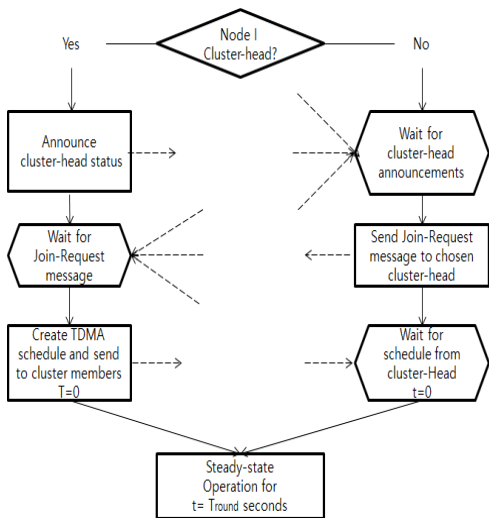 Node I
Cluster-head?
Yes
No
Announce
cluster-head status
Wait for
cluster-head
announcements
Wait for
Join-Request
message
Send Join-Request
message to chosen
cluster-head
Create TDMA
schedule and send
to cluster members
T=0
Wait for
schedule from
cluster-Head
t=0
Steady-state
Operation for
t= Tround seconds